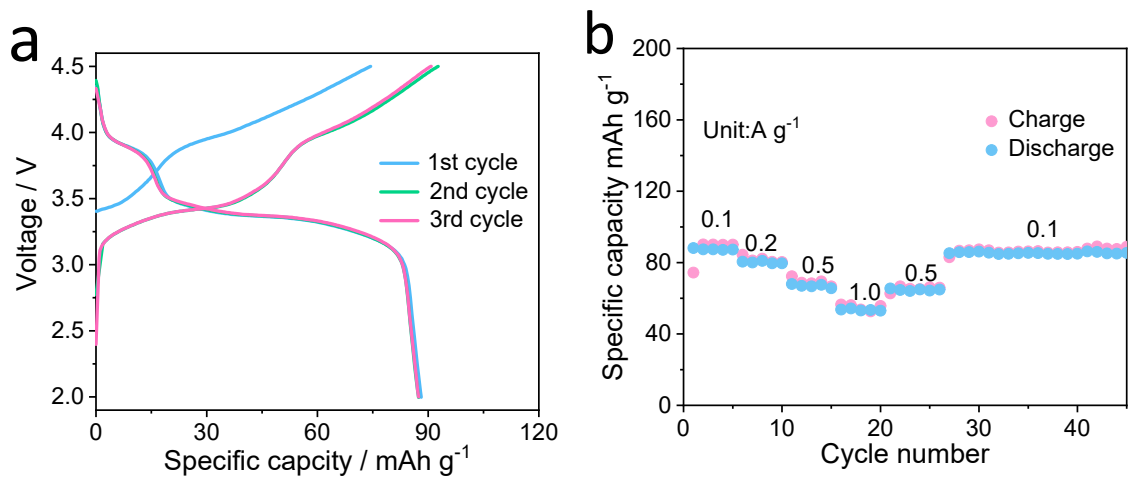 a
4.5
4.0
3.5
3.0
2.5
2.0
Voltage / V
1st cycle
2nd cycle
3rd cycle
0
30
60
90
120
Specific capcity / mAh g⁻¹
b
200
160
120
80
40
0
Specific capacity mAh g⁻¹
Unit:A g⁻¹
Charge
Discharge
0.1
0.2
0.5
1.0
0.5
0.1
0
10
20
30
40
Cycle number